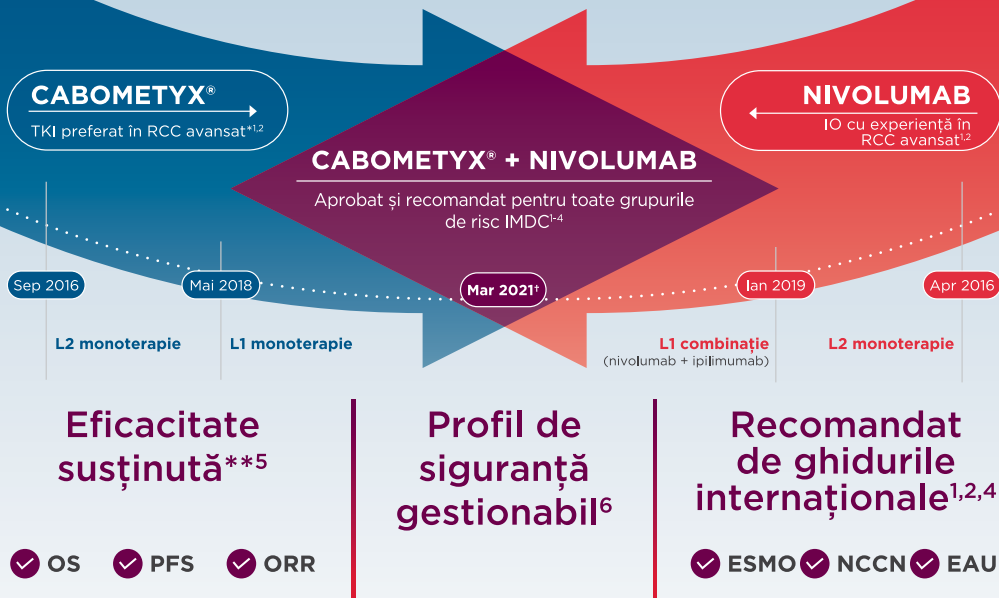 CABOMETYX®
TKI preferat în RCC avansat*1,2
NIVOLUMAB
IO cu experiență în
RCC avansat1,2
CABOMETYX® + NIVOLUMAB
Aprobat și recomandat pentru toate grupurile
de risc IMDC1-4
Sep 2016
Mai 2018
Mar 2021†
Ian 2019
Apr 2016
L2 monoterapie
L1 monoterapie
L1 combinație
(nivolumab + ipilimumab)
L2 monoterapie
Eficacitate
susținută**5
OS PFS ORR
Profil de
siguranță
gestionabil6
Recomandat
de ghidurile
internaționale1,2,4
ESMO NCCN EAU